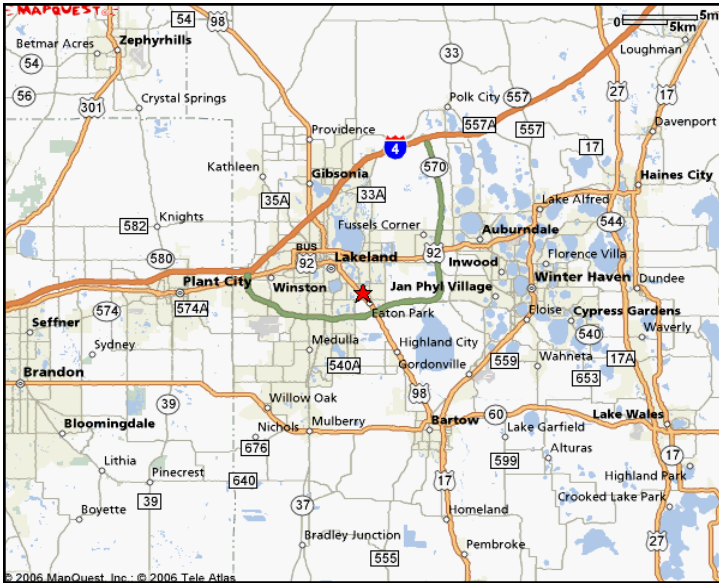 MAPQUEST
54
98
Zephyrhills
Betmar Acres
54
56
301
Crystal Springs
0
5m
5km
Loughman
33
27
17
Polk City
557
557A
557
Davenport
Providence
4
17
Kathleen
570
Gibsonia
Haines City
35A
33A
Lake Alfred
Knights
582
Fussels Corner
Auburndale
544
BUS
92
Lakeland
92
580
Inwood
Florence Villa
Plant City
Winston
Jan Phyl Village
Winter Haven
Dundee
574
574A
Eaton Park
Eloise
Cypress Gardens
Seffner
540
Waverly
Sydney
Medulla
Highland City
540A
Gordonville
559
Wahneta
17A
Brandon
653
98
39
Willow Oak
60
Lake Wales
Bloomingdale
Nichols
Mulberry
Bartow
Lake Garfield
676
Alturas
17
Lithia
599
Highland Park
Pinecrest
640
17
39
Crooked Lake Park
Boyette
37
Homeland
27
Bradley Junction
555
Pembroke
© 2006 MapQuest, Inc.; © 2006 Tele Atlas